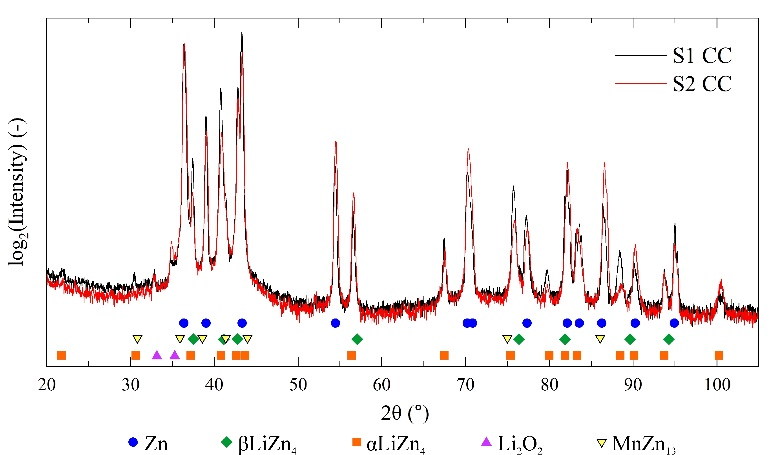 S1 CC
S2 CC
log₂(Intensity) (-)
20 30 40 50 60 70 80 90 100
2θ (°)
Zn βLiZn₄ αLiZn₄ Li₂O₂ MnZn₁₃